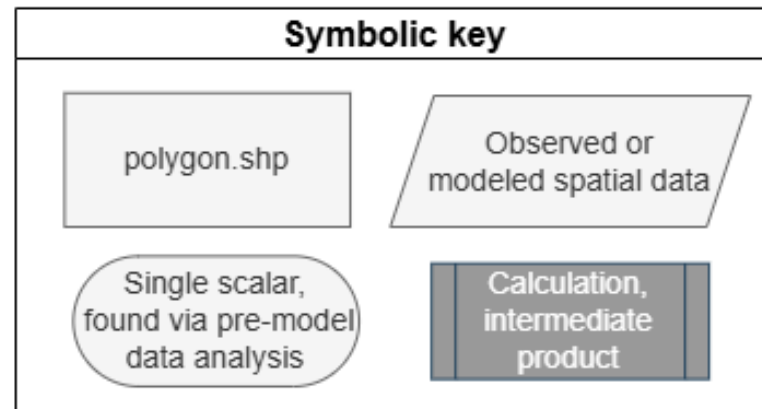 Symbolic key
polygon.shp
Observed or
modeled spatial data
Single scalar,
found via pre-model
data analysis
Calculation,
intermediate
product